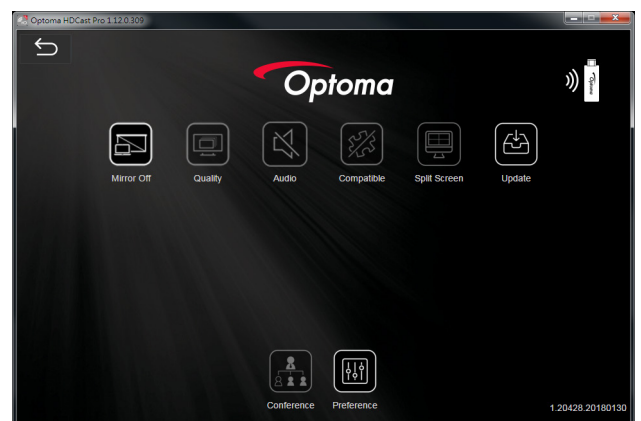 Optoma HDCast Pro 1.12.0.309
Optoma
Optoma
Mirror Off
Quality
Audio
Compatible
Split Screen
Update
Conference
Preference
1.20428.20180130